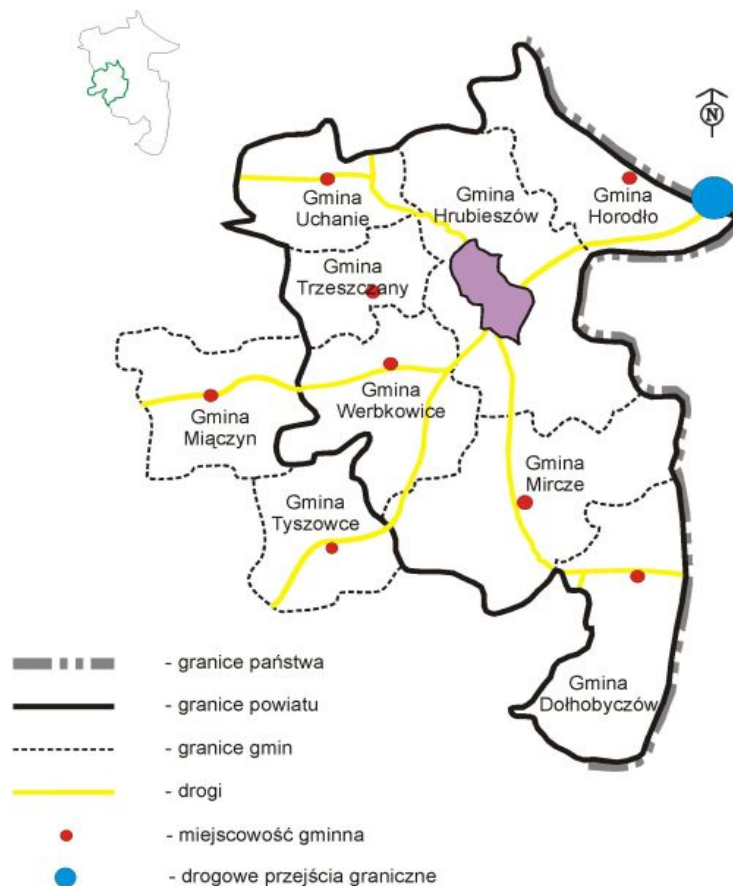 N
Gmina
Uchanie
Gmina
Hrubieszów
Gmina
Horodło
Gmina
Trzeszczany
Gmina
Werbkowice
Gmina
Miączyn
Gmina
Mircze
Gmina
Tyszowce
Gmina
Dołhobyczów
- granice państwa
- granice powiatu
- granice gmin
- drogi
- miejscowość gminna
- drogowe przejścia graniczne